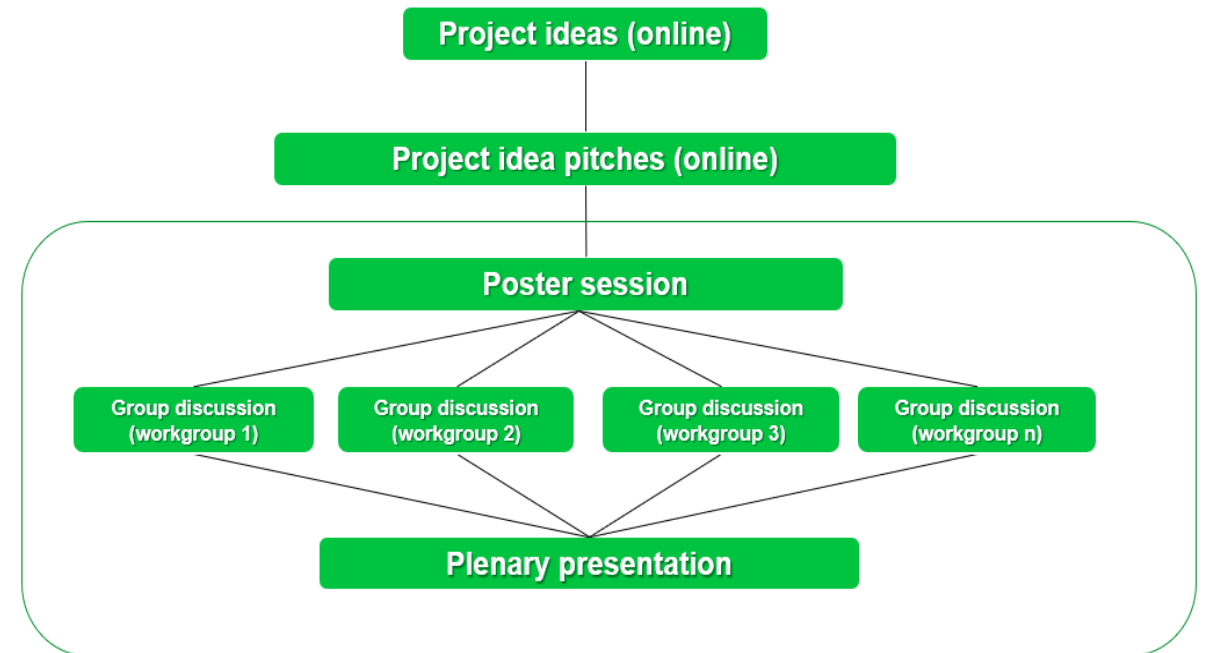 Project ideas (online)
Project idea pitches (online)
Poster session
Group discussion
(workgroup 1)
Group discussion
(workgroup 2)
Group discussion
(workgroup 3)
Group discussion
(workgroup n)
Plenary presentation